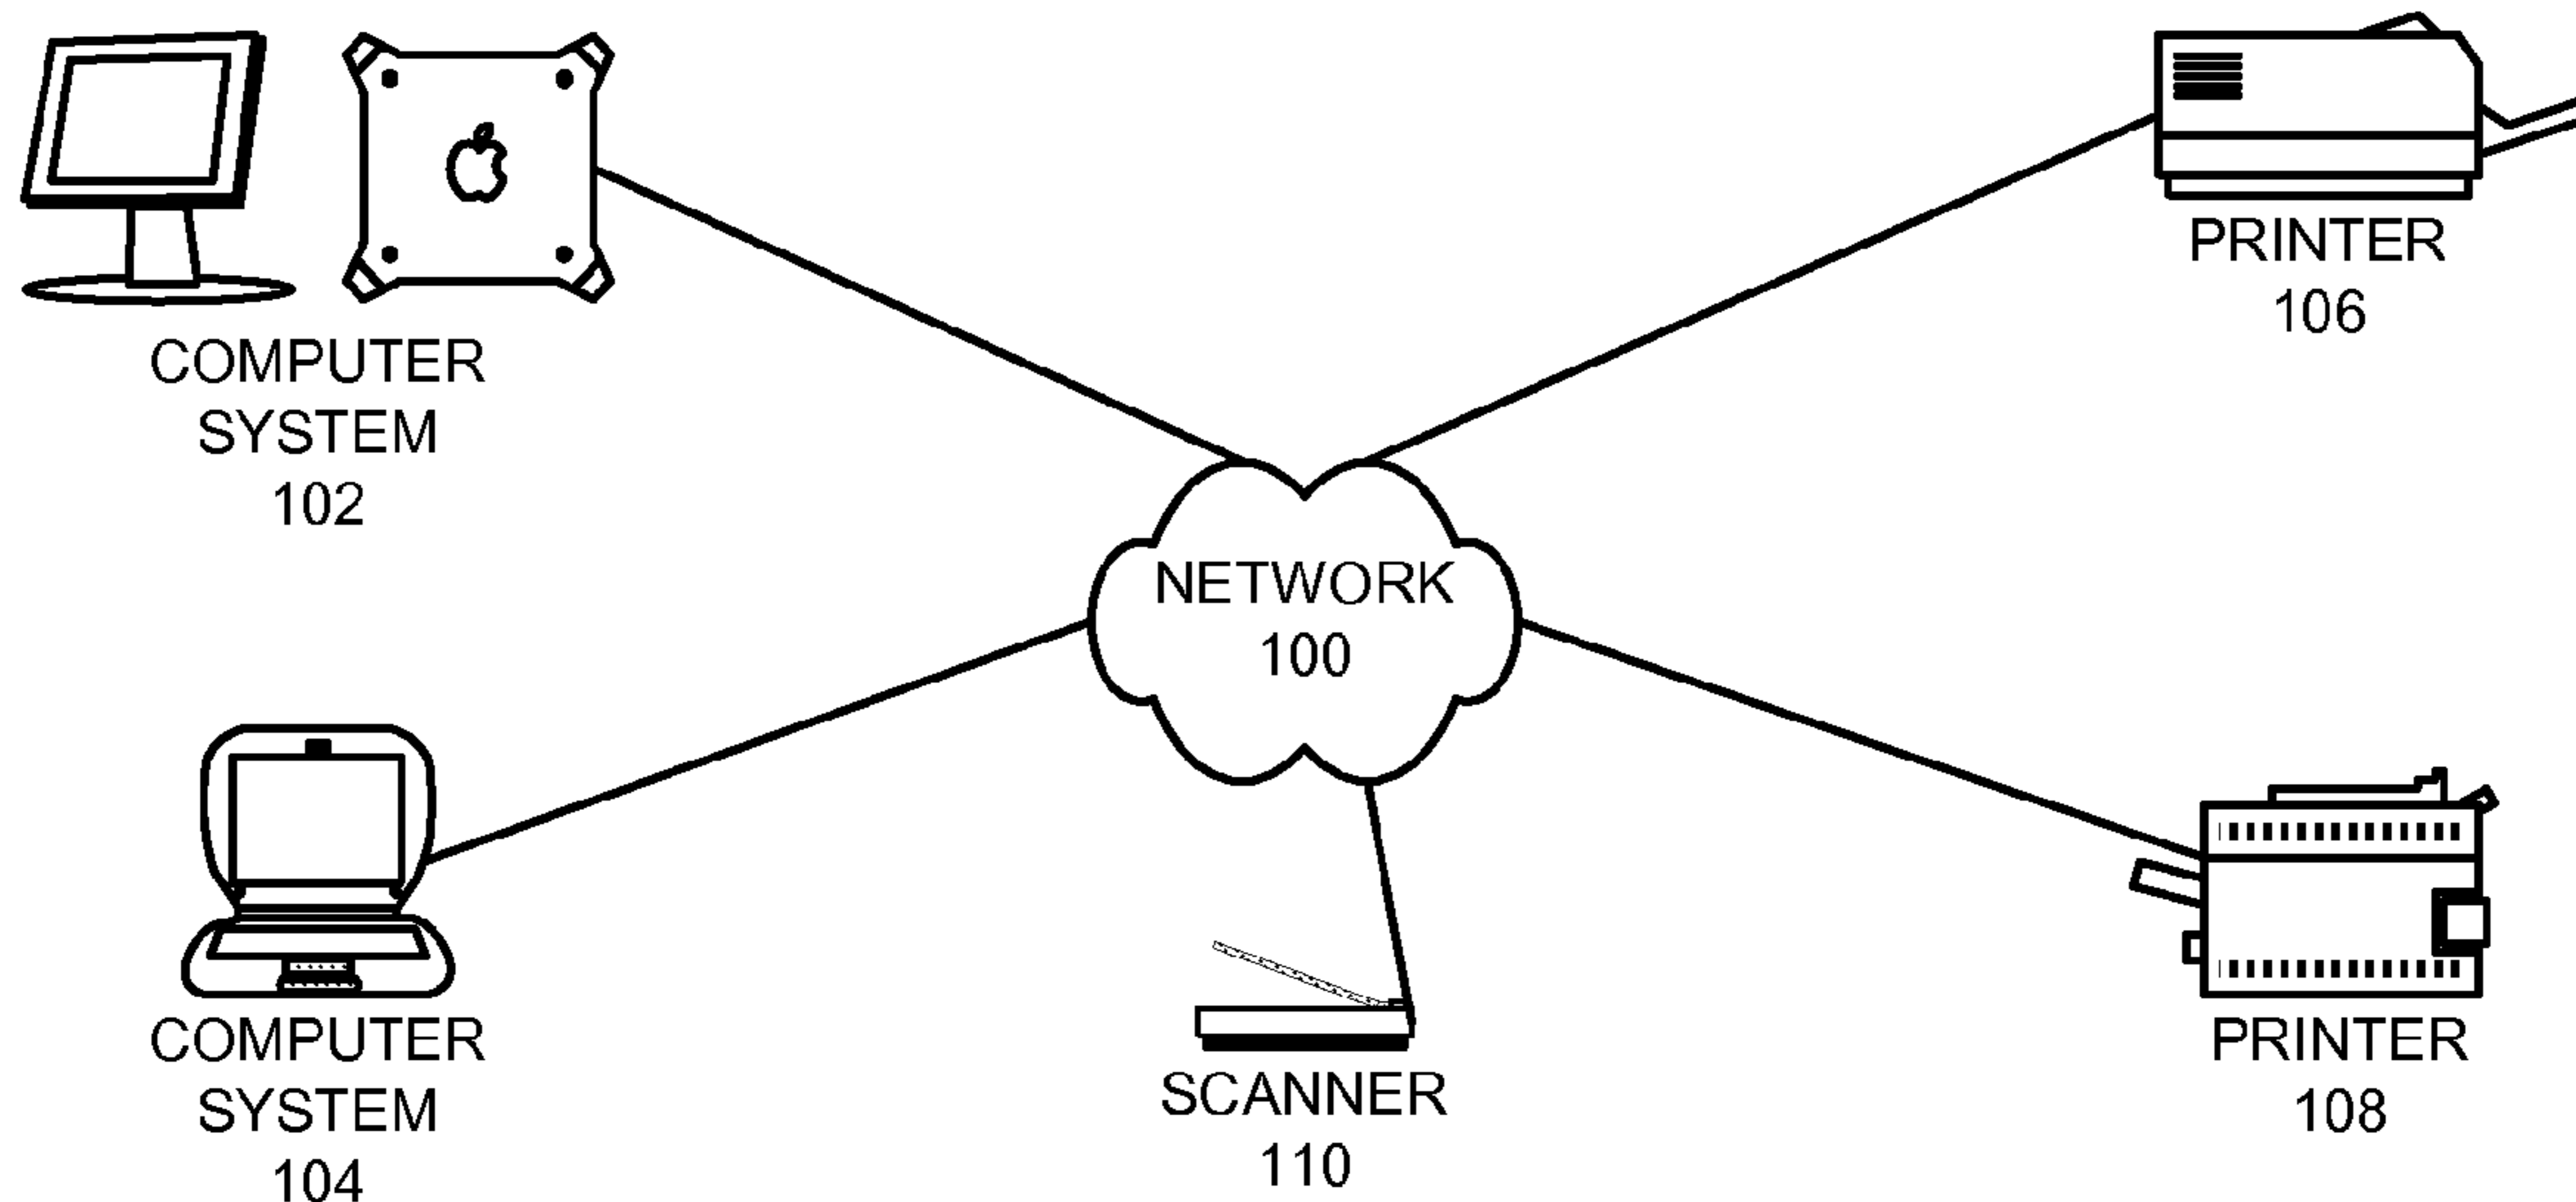 COMPUTER
SYSTEM
102
PRINTER
106
NETWORK
100
COMPUTER
SYSTEM
104
SCANNER
110
PRINTER
108